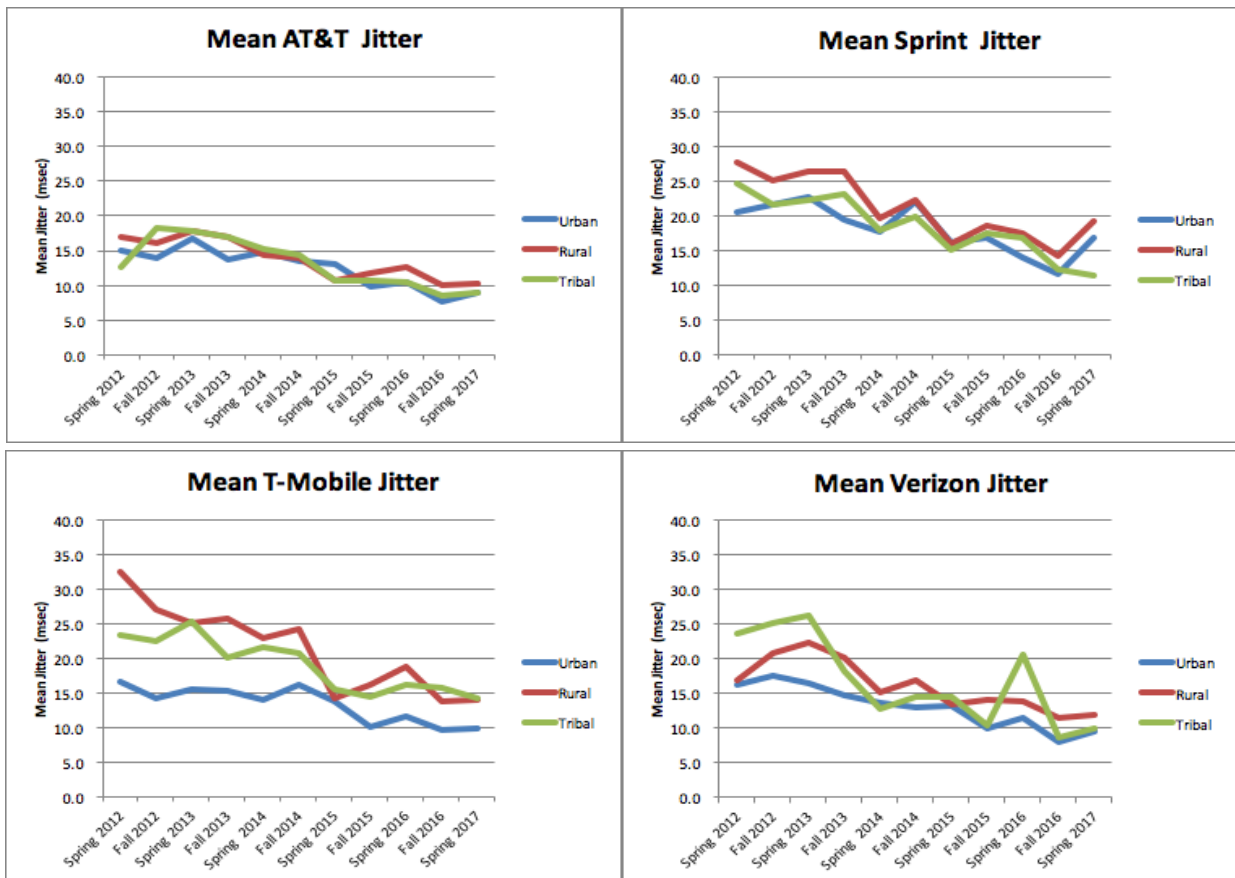 Mean AT&T Jitter
Mean Jitter (msec)
40.0
35.0
30.0
25.0
20.0
15.0
10.0
5.0
0.0
Spring 2012
Fall 2012
Spring 2013
Fall 2013
Spring 2014
Fall 2014
Spring 2015
Fall 2015
Spring 2016
Fall 2016
Spring 2017
Urban
Rural
Tribal
Mean Sprint Jitter
Mean Jitter (msec)
40.0
35.0
30.0
25.0
20.0
15.0
10.0
5.0
0.0
Spring 2012
Fall 2012
Spring 2013
Fall 2013
Spring 2014
Fall 2014
Spring 2015
Fall 2015
Spring 2016
Fall 2016
Spring 2017
Urban
Rural
Tribal
Mean T-Mobile Jitter
Mean Jitter (msec)
40.0
35.0
30.0
25.0
20.0
15.0
10.0
5.0
0.0
Spring 2012
Fall 2012
Spring 2013
Fall 2013
Spring 2014
Fall 2014
Spring 2015
Fall 2015
Spring 2016
Fall 2016
Spring 2017
Urban
Rural
Tribal
Mean Verizon Jitter
Mean Jitter (msec)
40.0
35.0
30.0
25.0
20.0
15.0
10.0
5.0
0.0
Spring 2012
Fall 2012
Spring 2013
Fall 2013
Spring 2014
Fall 2014
Spring 2015
Fall 2015
Spring 2016
Fall 2016
Spring 2017
Urban
Rural
Tribal